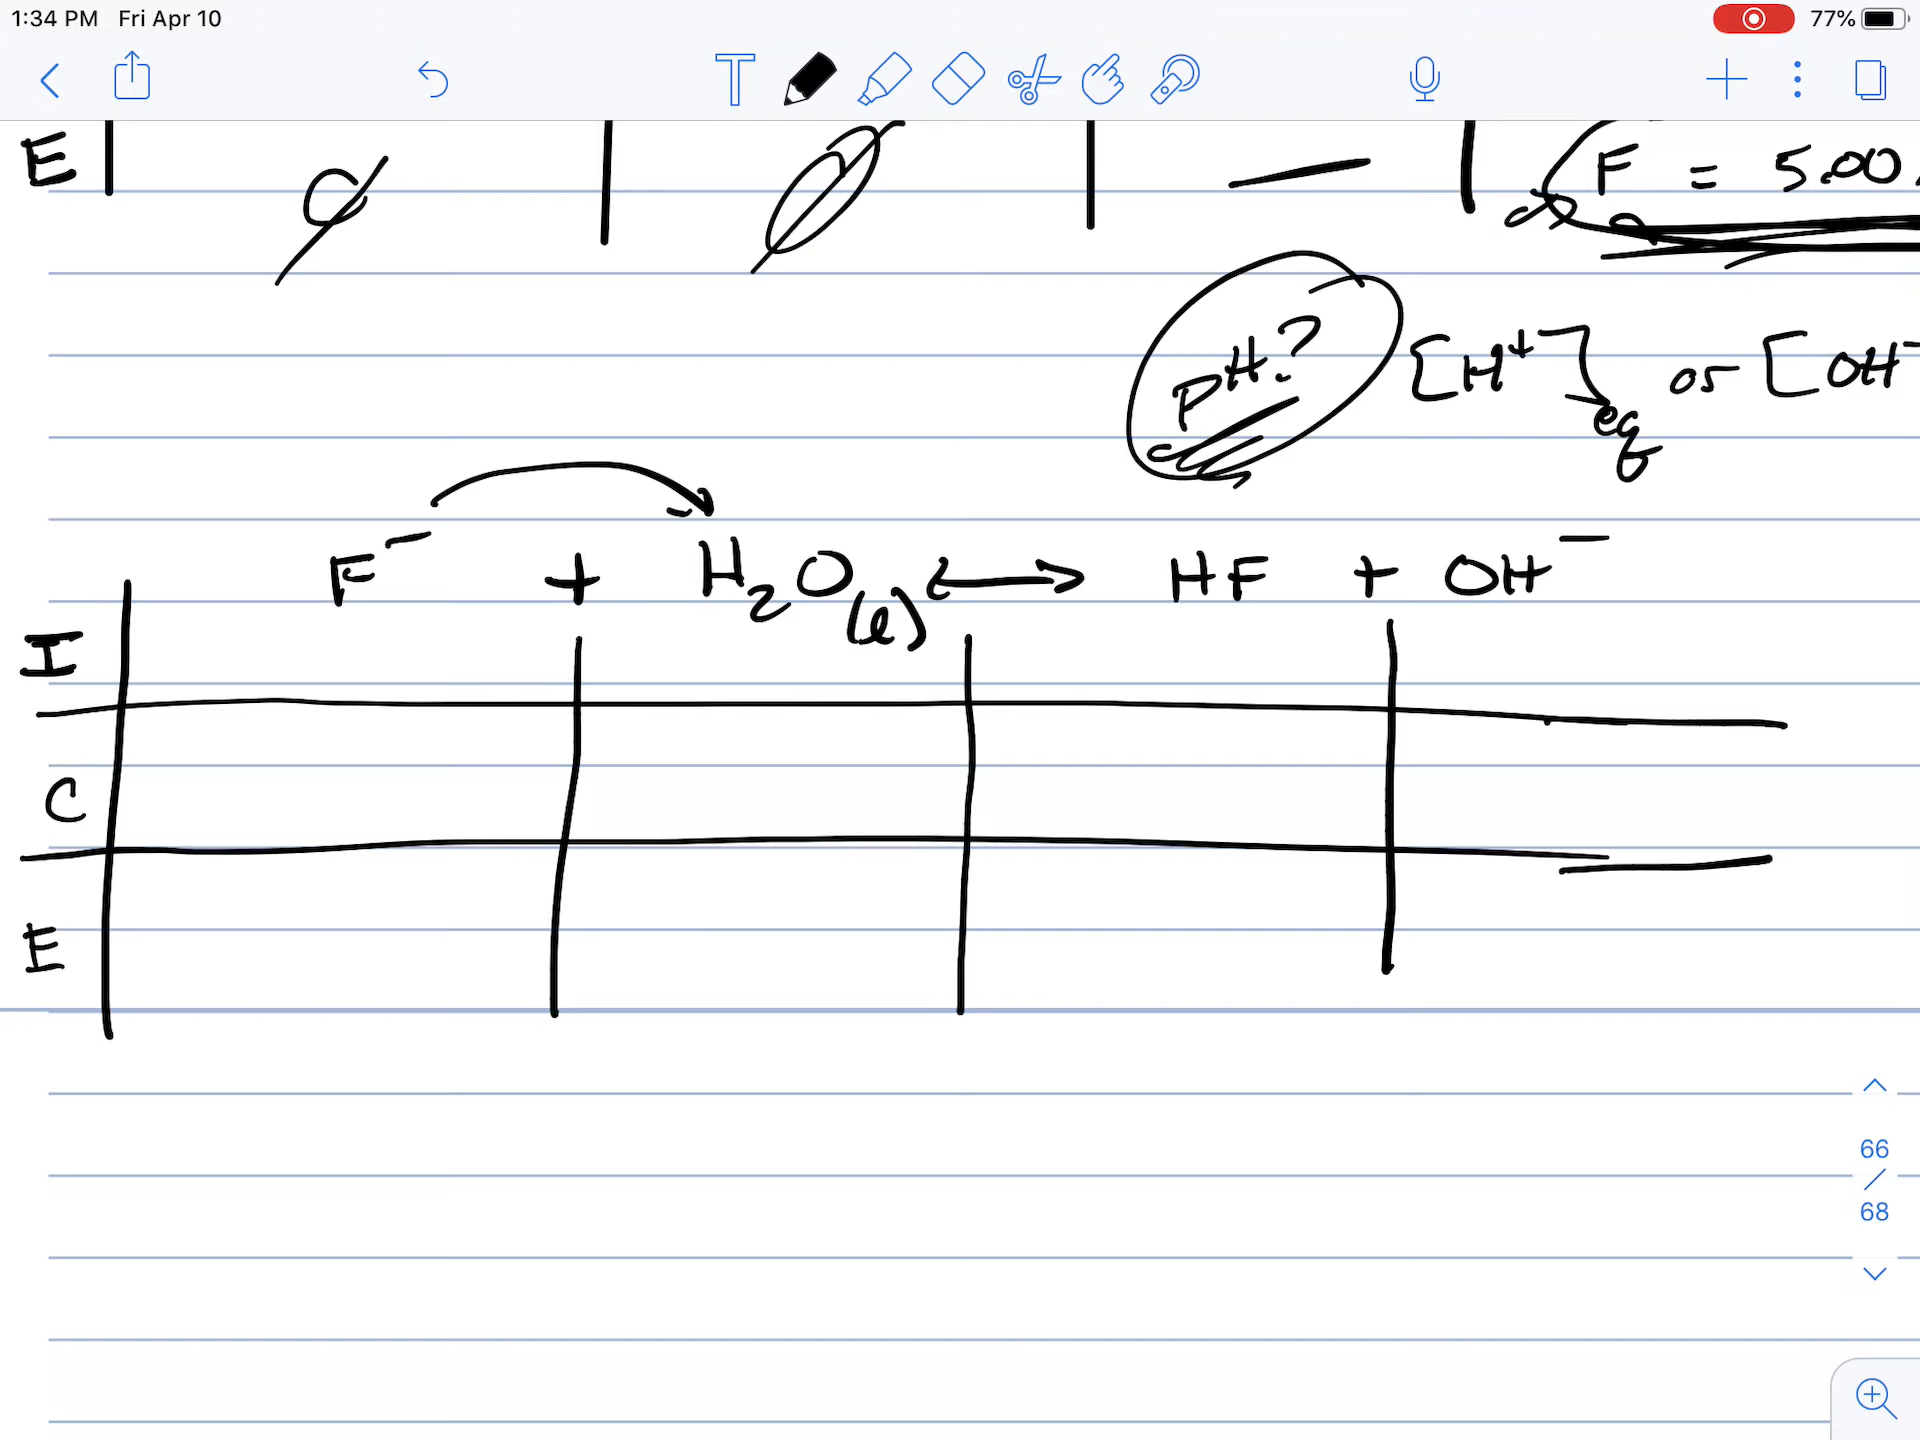 1:34 PM Fri Apr 10 77%
E F = 5.00
PH? [H+]eq or [OH-
F- + H2O(l) <-> HF + OH-
I
C
E
66
/
68